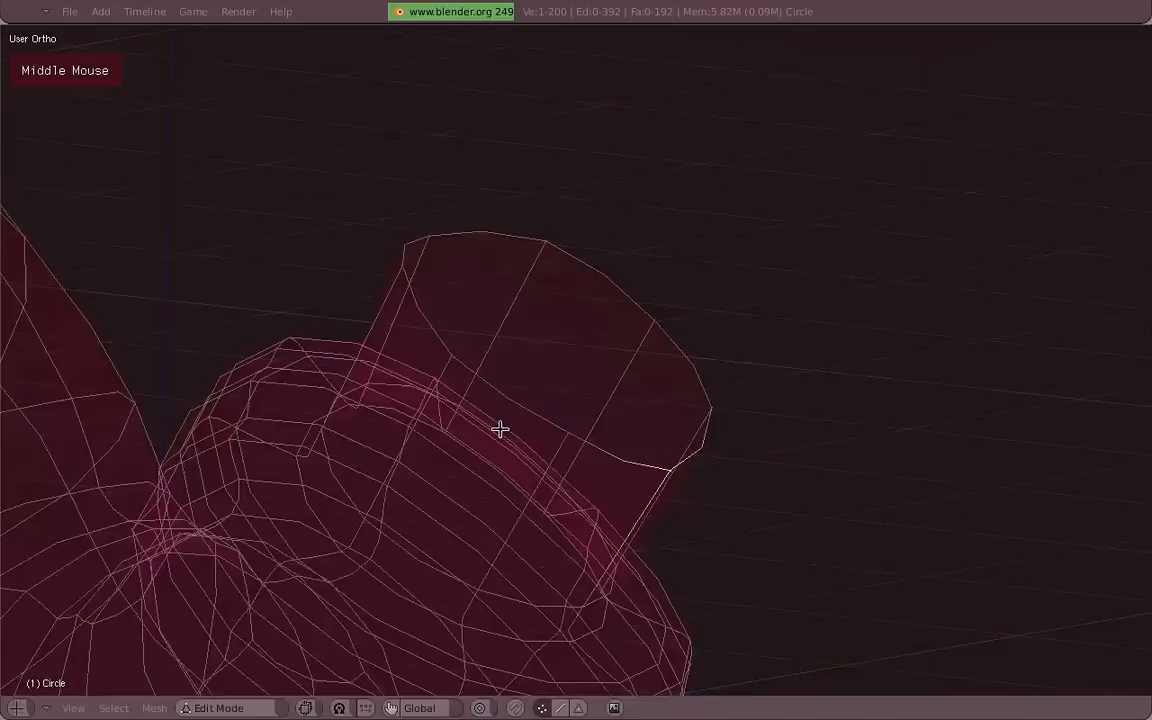 File Add Timeline Game Render Help www.blender.org 249 Ve:1-200 | Ed:0-392 | Fa:0-192 | Mem:5.82M (0.09M) Circle
User Ortho
Middle Mouse
(1) Circle
View Select Mesh Edit Mode Global